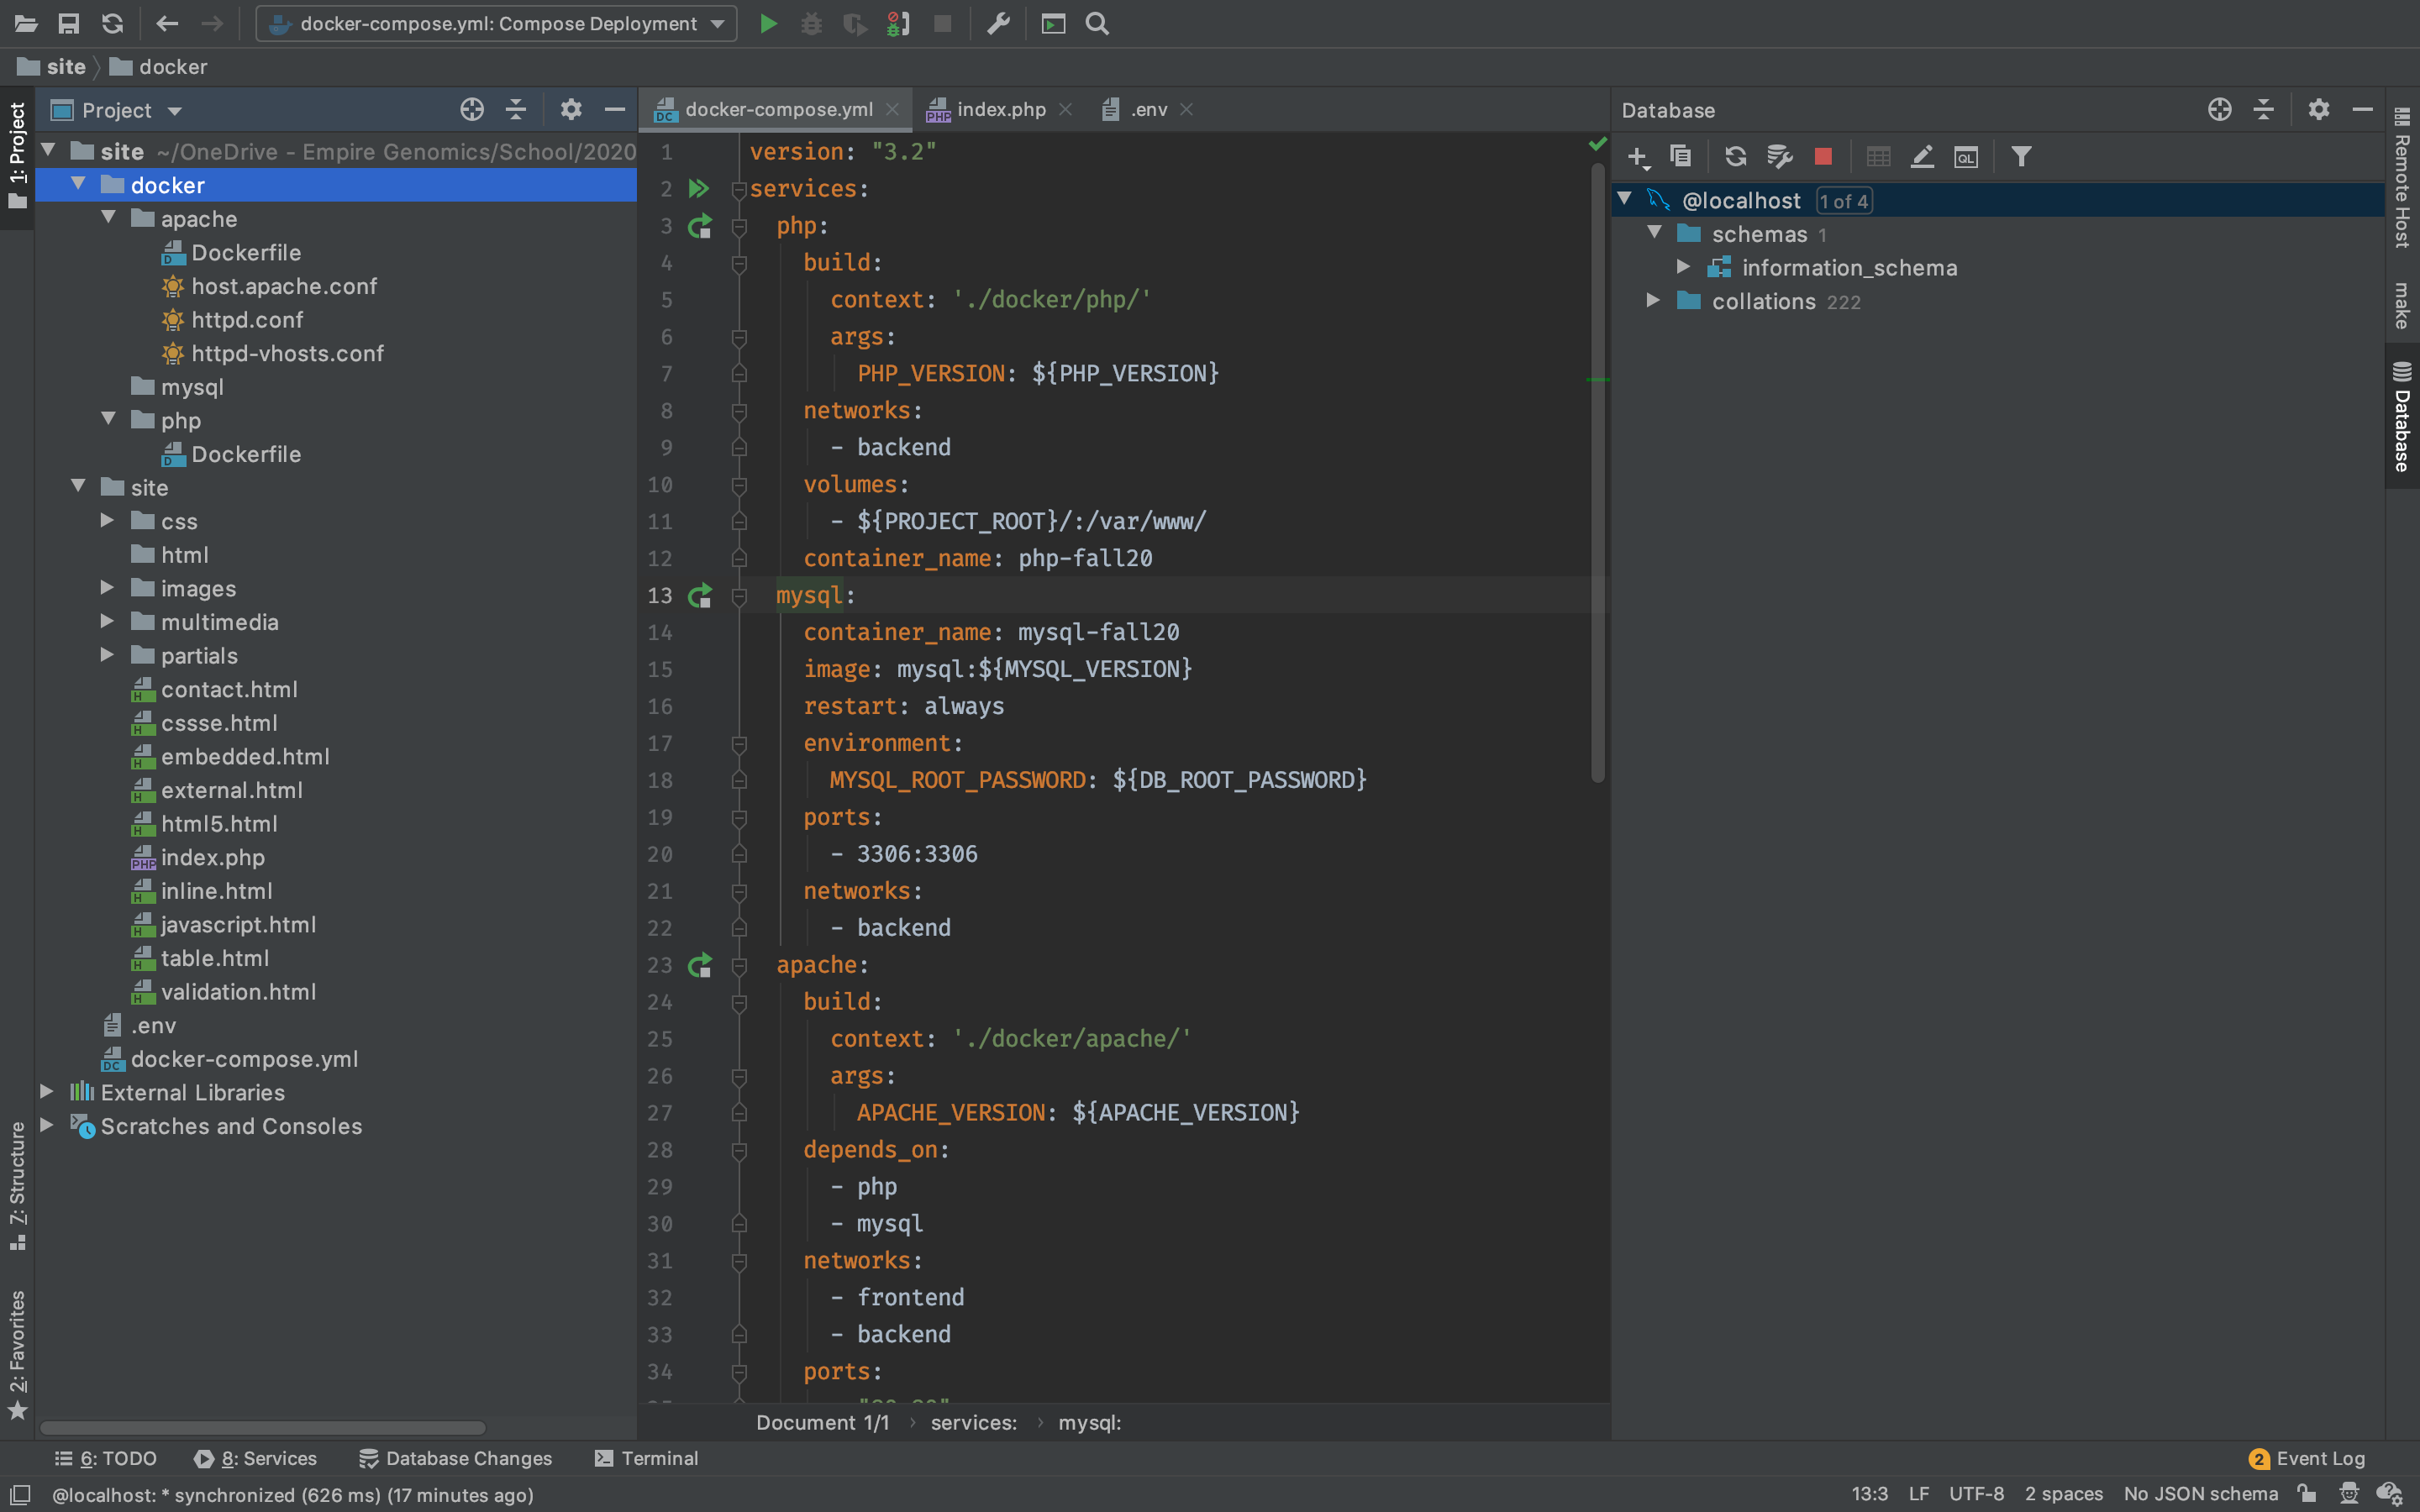 docker-compose.yml: Compose Deployment
site docker
1: Project
Project
site ~/OneDrive - Empire Genomics/School/2020
docker
apache
Dockerfile
host.apache.conf
httpd.conf
httpd-vhosts.conf
mysql
php
Dockerfile
site
css
html
images
multimedia
partials
contact.html
cssse.html
embedded.html
external.html
html5.html
index.php
inline.html
javascript.html
table.html
validation.html
.env
docker-compose.yml
External Libraries
Scratches and Consoles
7: Structure
2: Favorites
docker-compose.yml index.php .env
1 version: "3.2"
2 services:
3 php:
4 build:
5 context: './docker/php/'
6 args:
7 PHP_VERSION: ${PHP_VERSION}
8 networks:
9 - backend
10 volumes:
11 - ${PROJECT_ROOT}/:/var/www/
12 container_name: php-fall20
13 mysql:
14 container_name: mysql-fall20
15 image: mysql:${MYSQL_VERSION}
16 restart: always
17 environment:
18 MYSQL_ROOT_PASSWORD: ${DB_ROOT_PASSWORD}
19 ports:
20 - 3306:3306
21 networks:
22 - backend
23 apache:
24 build:
25 context: './docker/apache/'
26 args:
27 APACHE_VERSION: ${APACHE_VERSION}
28 depends_on:
29 - php
30 - mysql
31 networks:
32 - frontend
33 - backend
34 ports:
Document 1/1 › services: › mysql:
Database
@localhost 1 of 4
schemas 1
information_schema
collations 222
Remote Host
make
Database
6: TODO 8: Services Database Changes Terminal 2 Event Log
@localhost: * synchronized (626 ms) (17 minutes ago) 13:3 LF UTF-8 2 spaces No JSON schema